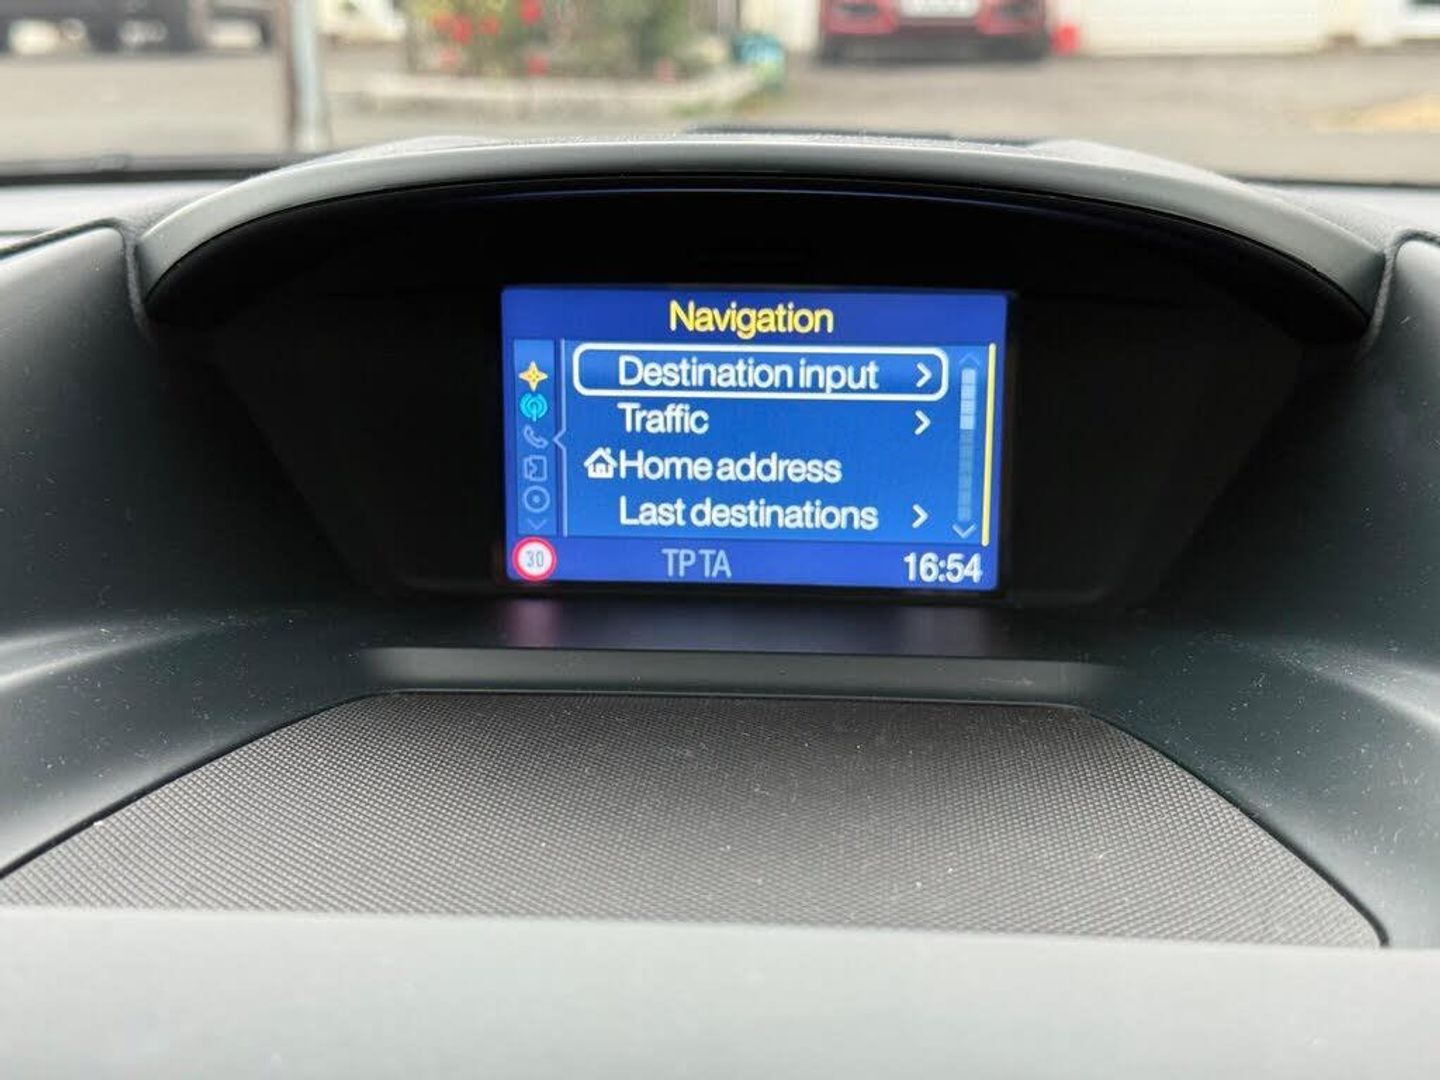 Navigation
Destination input
Traffic
Home address
Last destinations
30 TP TA 16:54